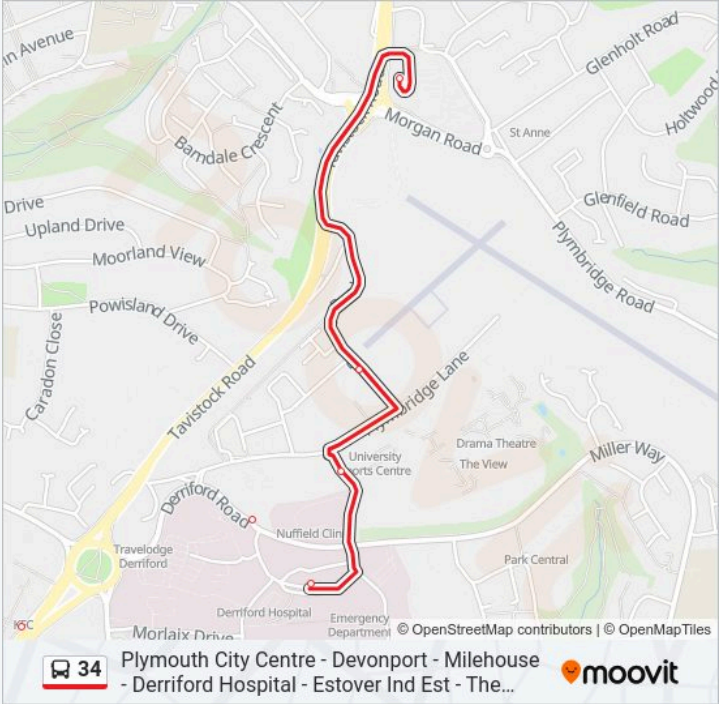 in Avenue
Glenholt Road
Holtwood
Morgan Road
St Anne
Barndale Crescent
Glenfield Road
Drive
Upland Drive
Moorland View
Plymbridge Road
Powisland Drive
Caradon Close
Tavistock Road
Plymbridge Lane
Drama Theatre
The View
University
orts Centre
Miller Way
Derriford Road
Nuffield Clin
Travelodge
Derriford
Park Central
KFC
Derriford Hospital
Emergency
Department
Morlaix Drive
© OpenStreetMap contributors | © OpenMapTiles
34
Plymouth City Centre - Devonport - Milehouse
- Derriford Hospital - Estover Ind Est - The...
moovit